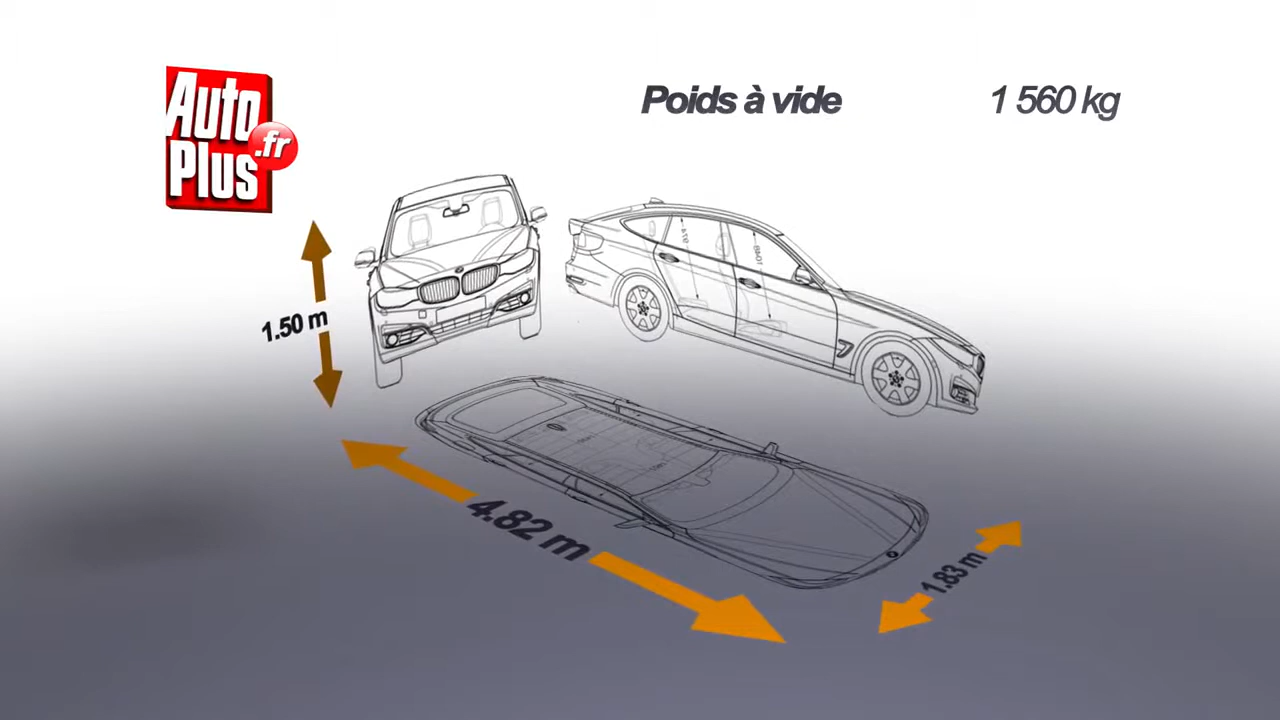 Auto
Plus
.fr
Poids à vide 1 560 kg
1.50 m
4.82 m
1.83 m